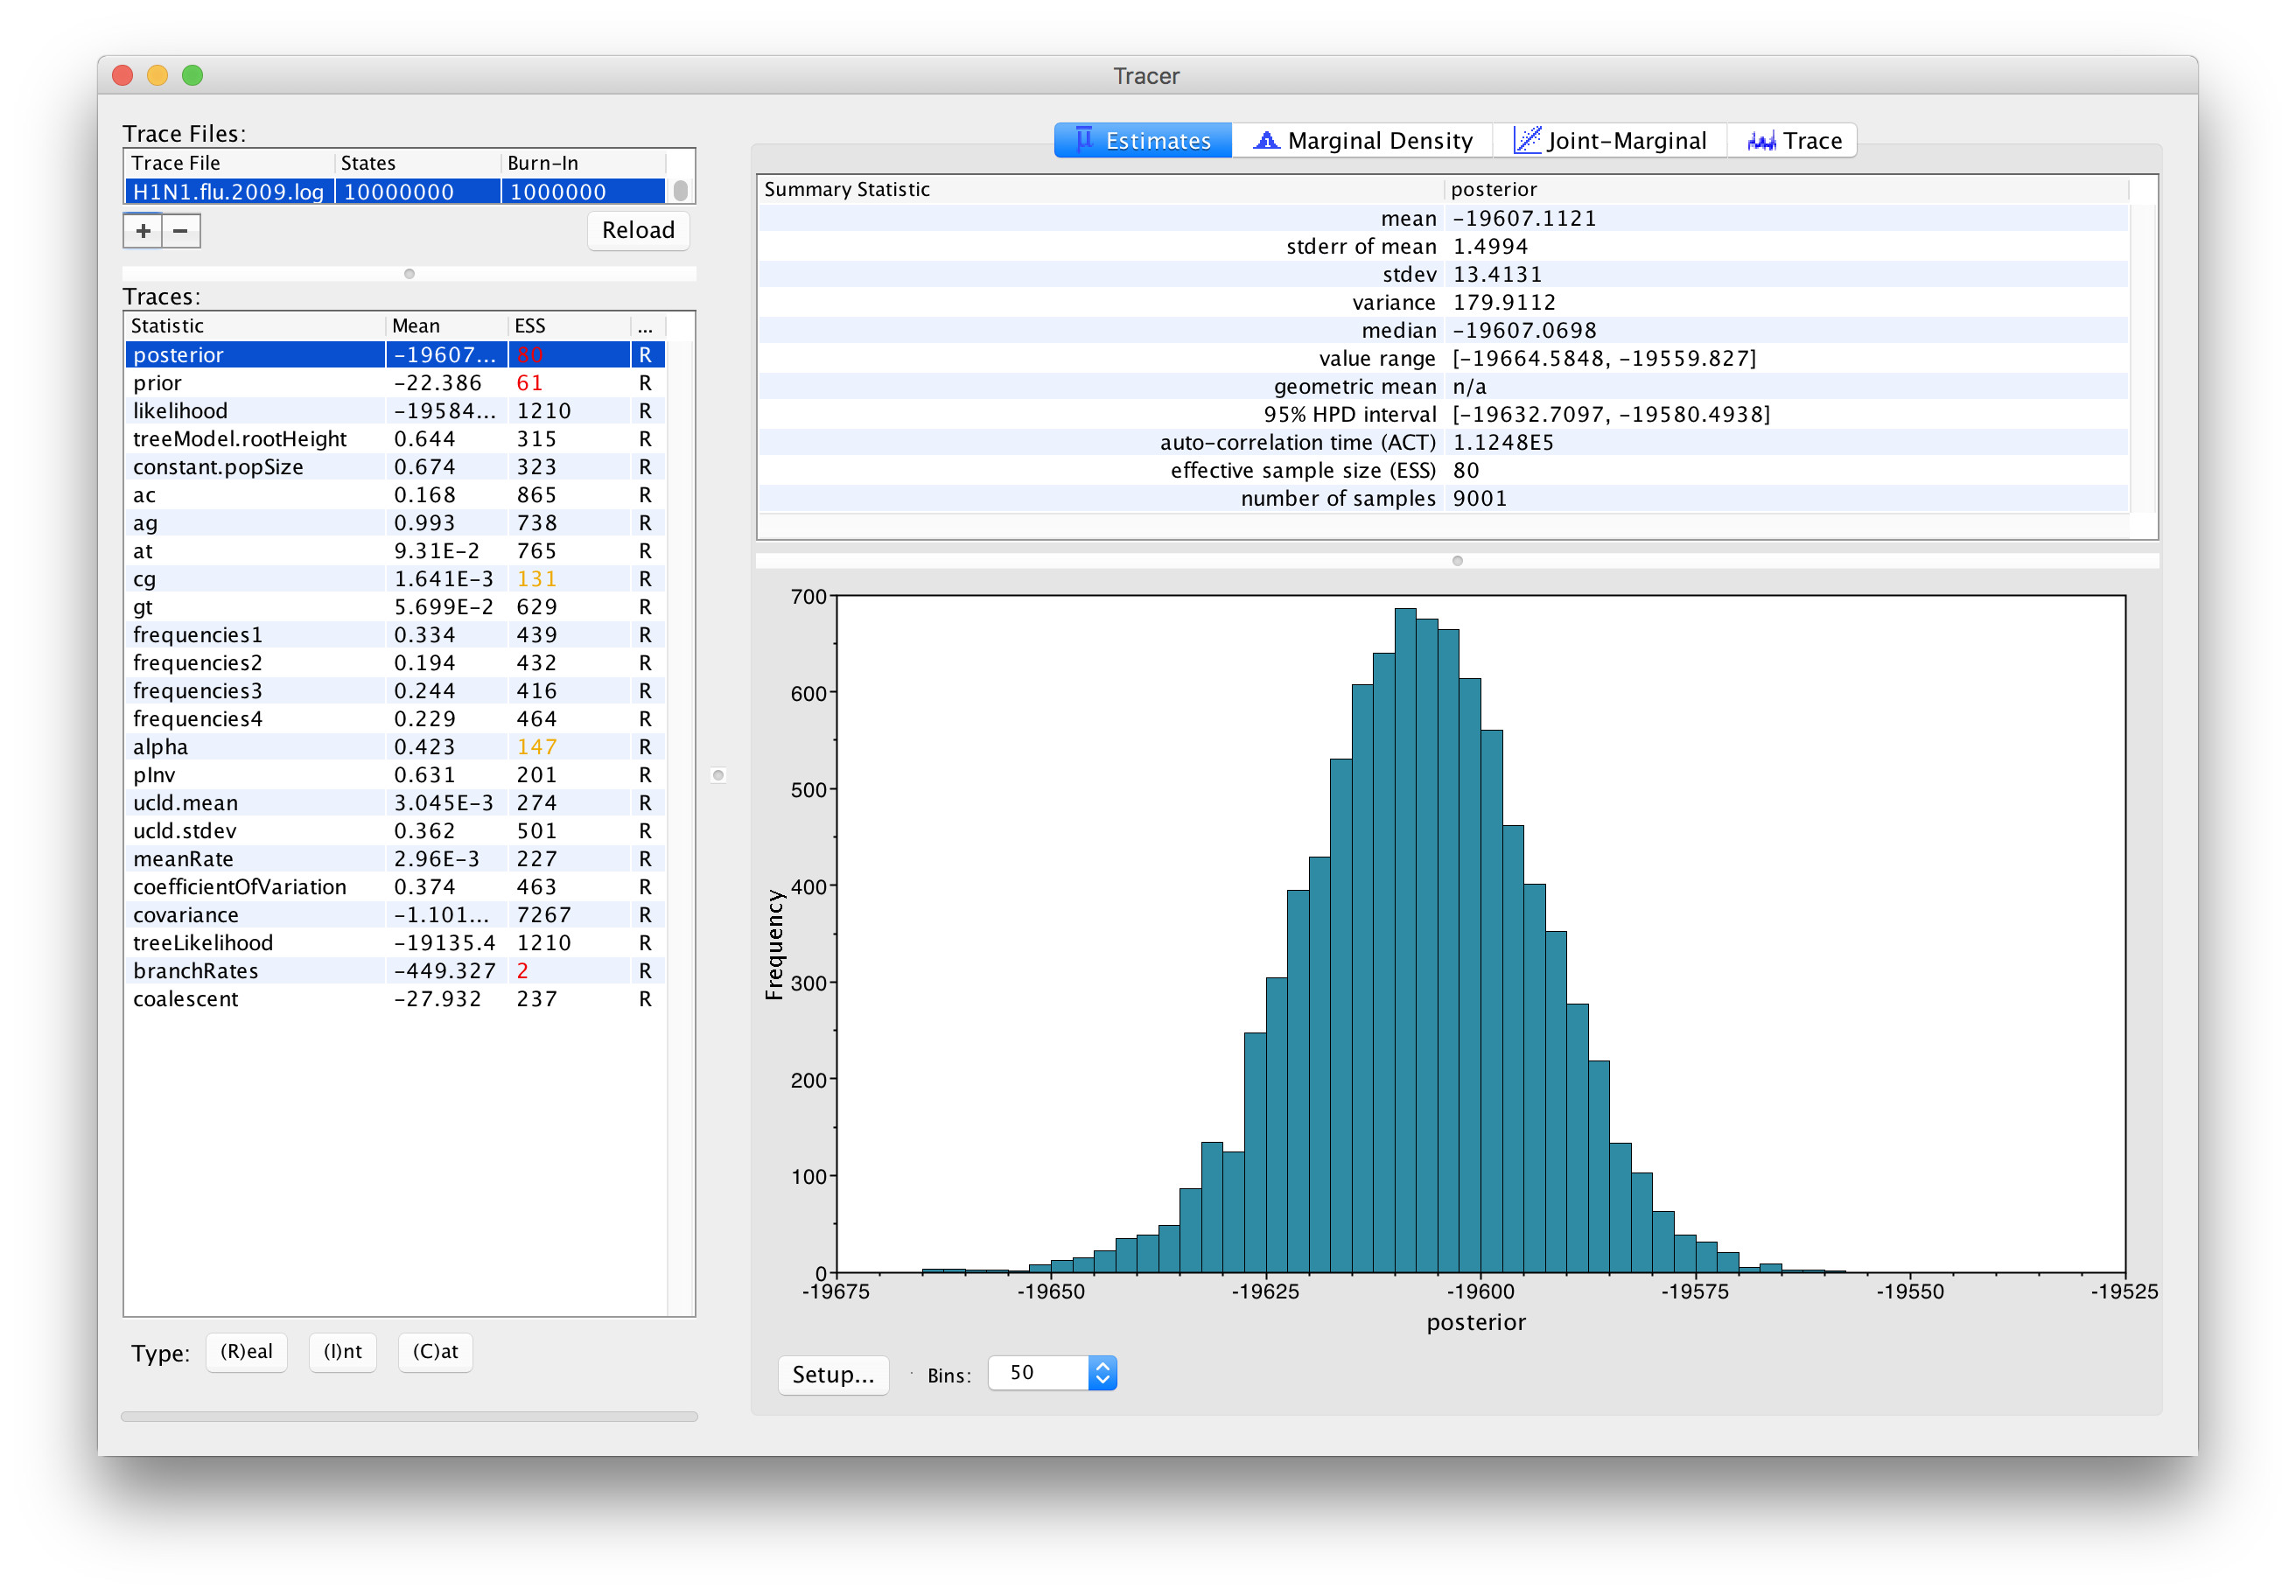 Tracer
Trace Files:
Trace File States Burn-In
H1N1.flu.2009.log 10000000 1000000
+ − Reload
Traces:
Statistic Mean ESS ...
posterior −19607... 80 R
prior −22.386 61 R
likelihood −19584... 1210 R
treeModel.rootHeight 0.644 315 R
constant.popSize 0.674 323 R
ac 0.168 865 R
ag 0.993 738 R
at 9.31E−2 765 R
cg 1.641E−3 131 R
gt 5.699E−2 629 R
frequencies1 0.334 439 R
frequencies2 0.194 432 R
frequencies3 0.244 416 R
frequencies4 0.229 464 R
alpha 0.423 147 R
pInv 0.631 201 R
ucld.mean 3.045E−3 274 R
ucld.stdev 0.362 501 R
meanRate 2.96E−3 227 R
coefficientOfVariation 0.374 463 R
covariance −1.101... 7267 R
treeLikelihood −19135.4 1210 R
branchRates −449.327 2 R
coalescent −27.932 237 R
Type: (R)eal (I)nt (C)at
Estimates Marginal Density Joint-Marginal Trace
Summary Statistic posterior
mean −19607.1121
stderr of mean 1.4994
stdev 13.4131
variance 179.9112
median −19607.0698
value range [−19664.5848, −19559.827]
geometric mean n/a
95% HPD interval [−19632.7097, −19580.4938]
auto-correlation time (ACT) 1.1248E5
effective sample size (ESS) 80
number of samples 9001
700
600
500
400
300
200
100
0
Frequency
-19675 -19650 -19625 -19600 -19575 -19550 -19525
posterior
Setup... Bins: 50